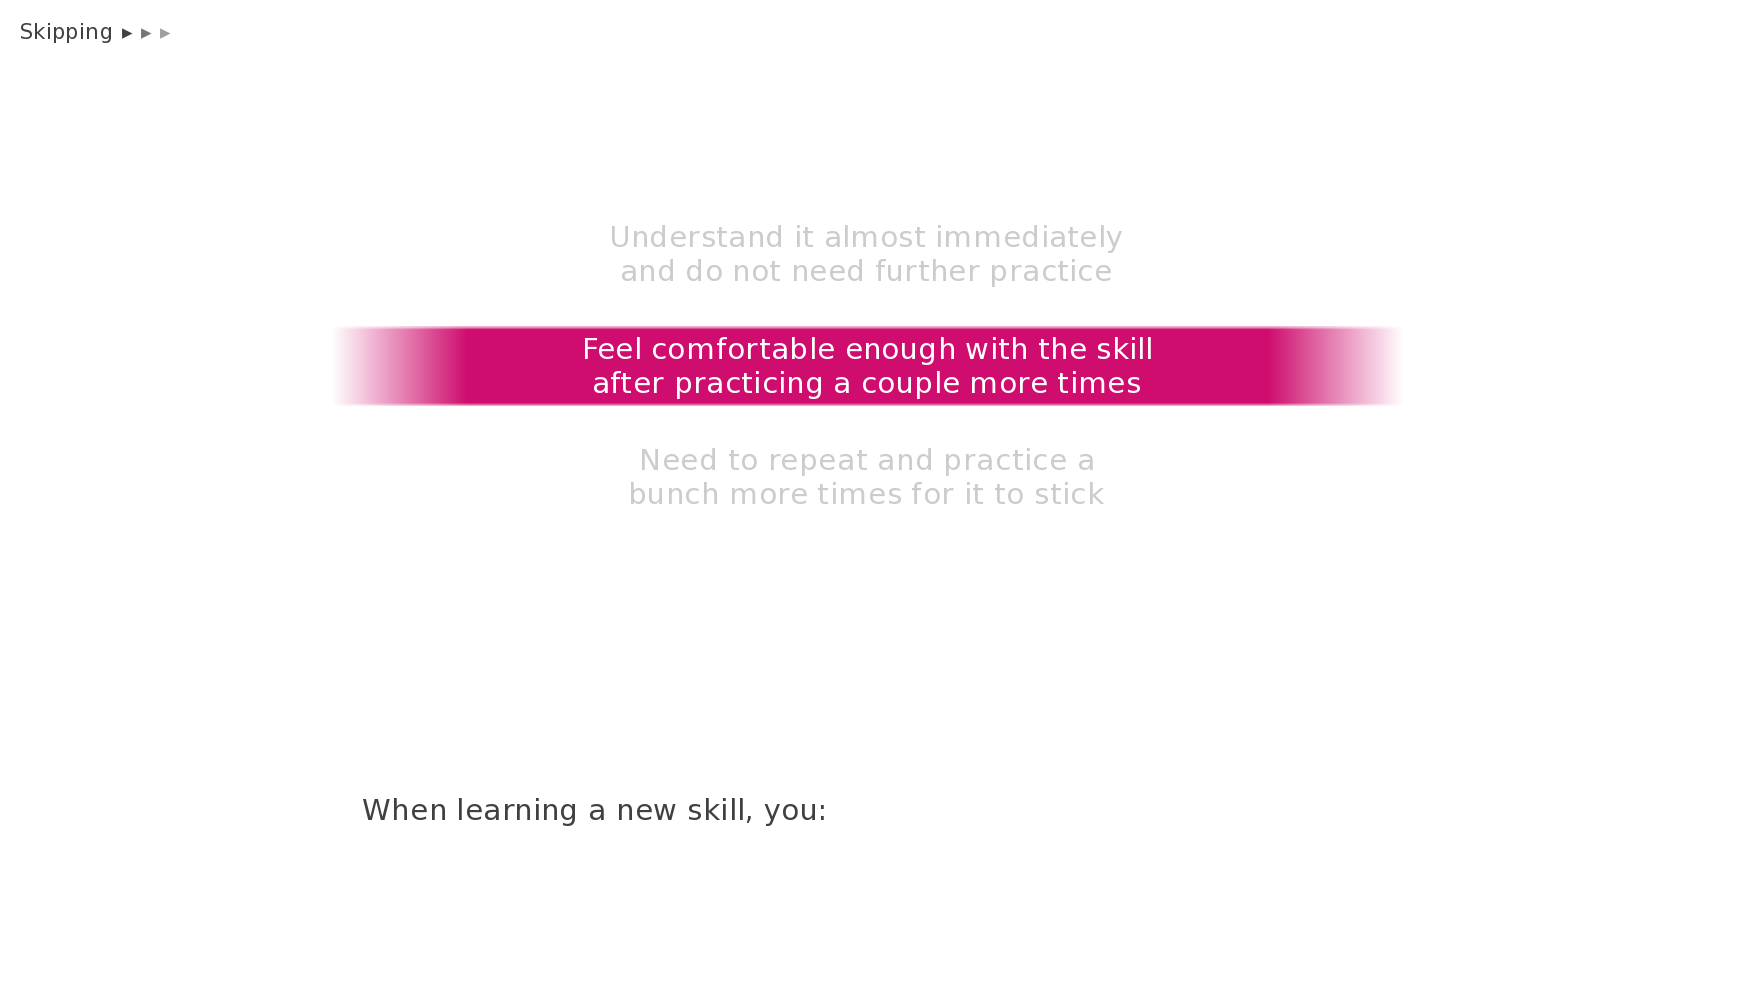 Skipping ▸ ▸ ▸
Understand it almost immediately
and do not need further practice
Feel comfortable enough with the skill
after practicing a couple more times
Need to repeat and practice a
bunch more times for it to stick
When learning a new skill, you: